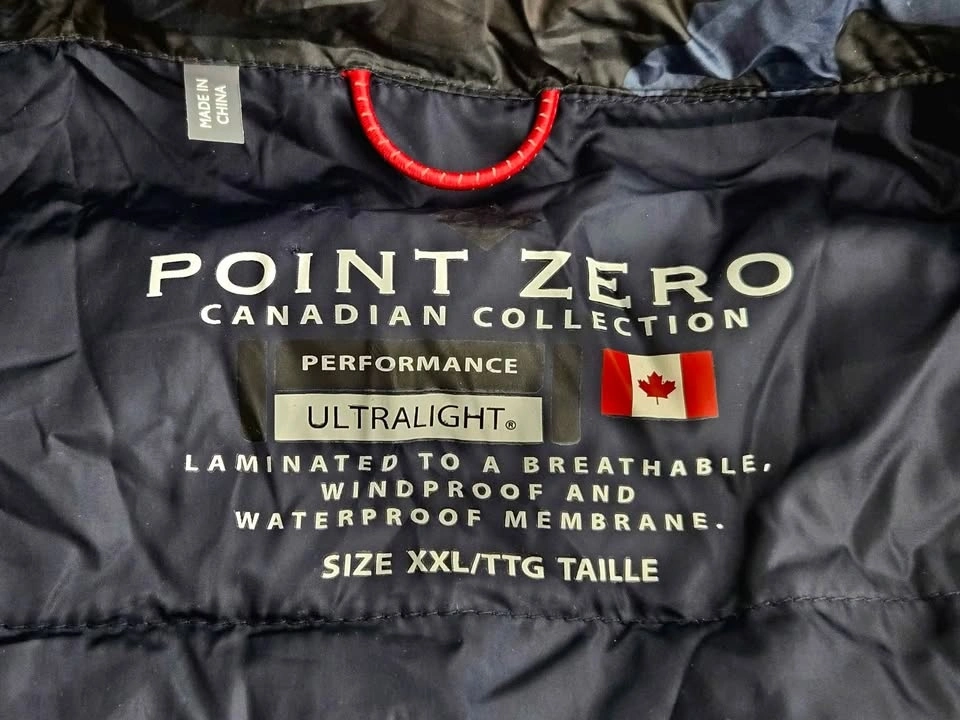 MADE IN
CHINA
POINT ZERO
CANADIAN COLLECTION
PERFORMANCE
ULTRALIGHT®
LAMINATED TO A BREATHABLE,
WINDPROOF AND
WATERPROOF MEMBRANE.
SIZE XXL/TTG TAILLE